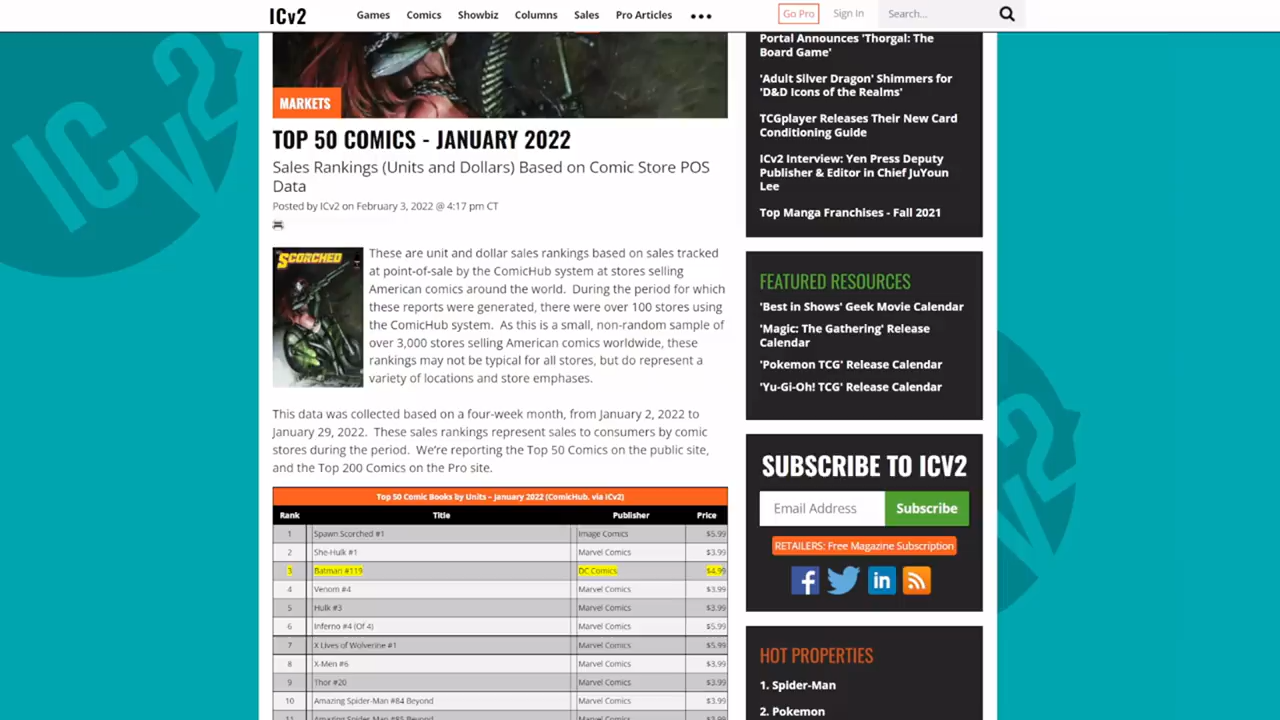 ICv2
Games Comics Showbiz Columns Sales Pro Articles •••
Go Pro Sign In Search...
MARKETS
TOP 50 COMICS - JANUARY 2022
Sales Rankings (Units and Dollars) Based on Comic Store POS
Data
Posted by ICv2 on February 3, 2022 @ 4:17 pm CT
SCORCHED
These are unit and dollar sales rankings based on sales tracked
at point-of-sale by the ComicHub system at stores selling
American comics around the world.  During the period for which
these reports were generated, there were over 100 stores using
the ComicHub system.  As this is a small, non-random sample of
over 3,000 stores selling American comics worldwide, these
rankings may not be typical for all stores, but do represent a
variety of locations and store emphases.
This data was collected based on a four-week month, from January 2, 2022 to
January 29, 2022.  These sales rankings represent sales to consumers by comic
stores during the period.  We're reporting the Top 50 Comics on the public site,
and the Top 200 Comics on the Pro site.
Top 50 Comic Books by Units – January 2022 (ComicHub, via ICv2)
Rank Title Publisher Price
1 Spawn Scorched #1 Image Comics $5.99
2 She-Hulk #1 Marvel Comics $3.99
3 Batman #119 DC Comics $4.99
4 Venom #4 Marvel Comics $3.99
5 Hulk #3 Marvel Comics $3.99
6 Inferno #4 (Of 4) Marvel Comics $5.99
7 X Lives of Wolverine #1 Marvel Comics $5.99
8 X-Men #6 Marvel Comics $3.99
9 Thor #20 Marvel Comics $3.99
10 Amazing Spider-Man #84 Beyond Marvel Comics $3.99
11 Amazing Spider-Man #85 Beyond Marvel Comics $3.99
Portal Announces 'Thorgal: The
Board Game'
'Adult Silver Dragon' Shimmers for
'D&D Icons of the Realms'
TCGplayer Releases Their New Card
Conditioning Guide
ICv2 Interview: Yen Press Deputy
Publisher & Editor in Chief JuYoun
Lee
Top Manga Franchises - Fall 2021
FEATURED RESOURCES
'Best in Shows' Geek Movie Calendar
'Magic: The Gathering' Release
Calendar
'Pokemon TCG' Release Calendar
'Yu-Gi-Oh! TCG' Release Calendar
SUBSCRIBE TO ICV2
Email Address Subscribe
RETAILERS: Free Magazine Subscription
HOT PROPERTIES
1. Spider-Man
2. Pokemon
ICv2
ICv2